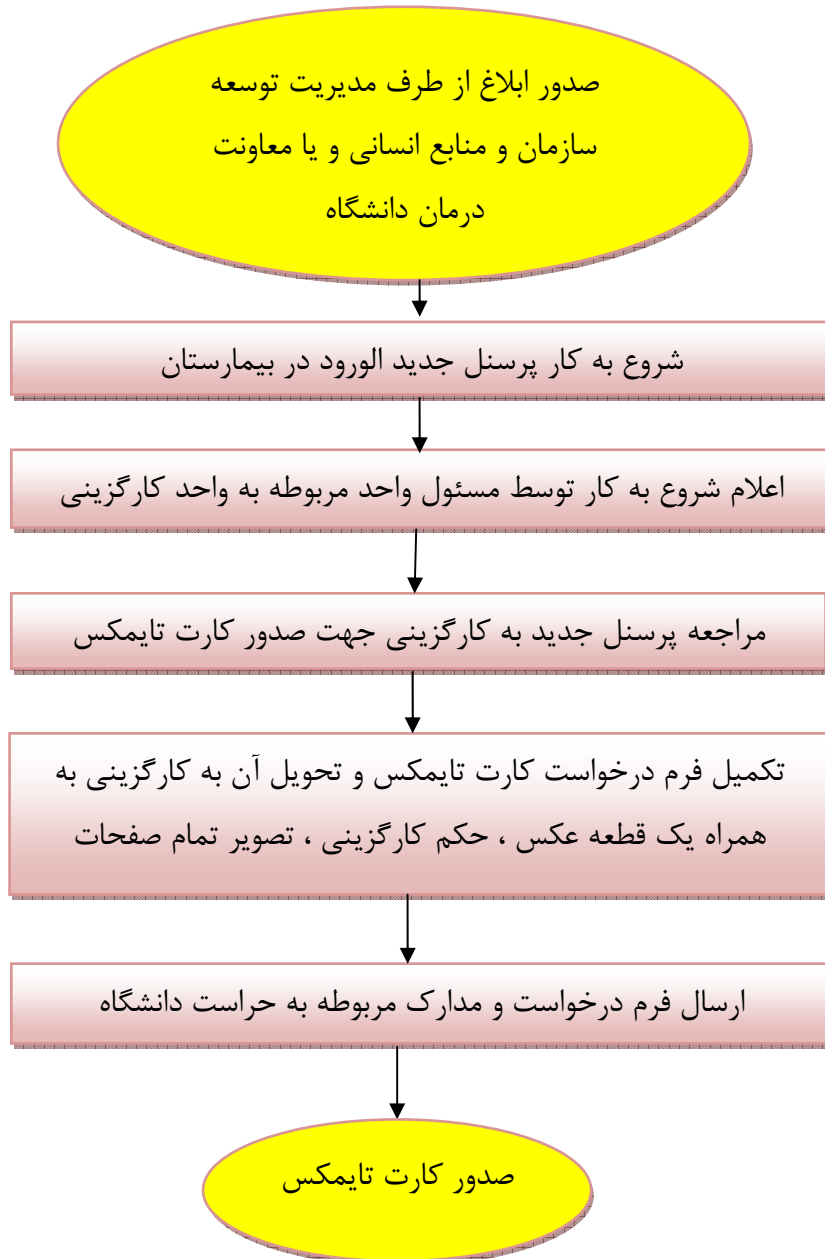 صدور ابلاغ از طرف مدیریت توسعه
سازمان و منابع انسانی و یا معاونت
درمان دانشگاه
شروع به کار پرسنل جدید الورود در بیمارستان
اعلام شروع به کار توسط مسئول واحد مربوطه به واحد کارگزینی
مراجعه پرسنل جدید به کارگزینی جهت صدور کارت تایمکس
تکمیل فرم درخواست کارت تایمکس و تحویل آن به کارگزینی به
همراه یک قطعه عکس ، حکم کارگزینی ، تصویر تمام صفحات
ارسال فرم درخواست و مدارک مربوطه به حراست دانشگاه
صدور کارت تایمکس